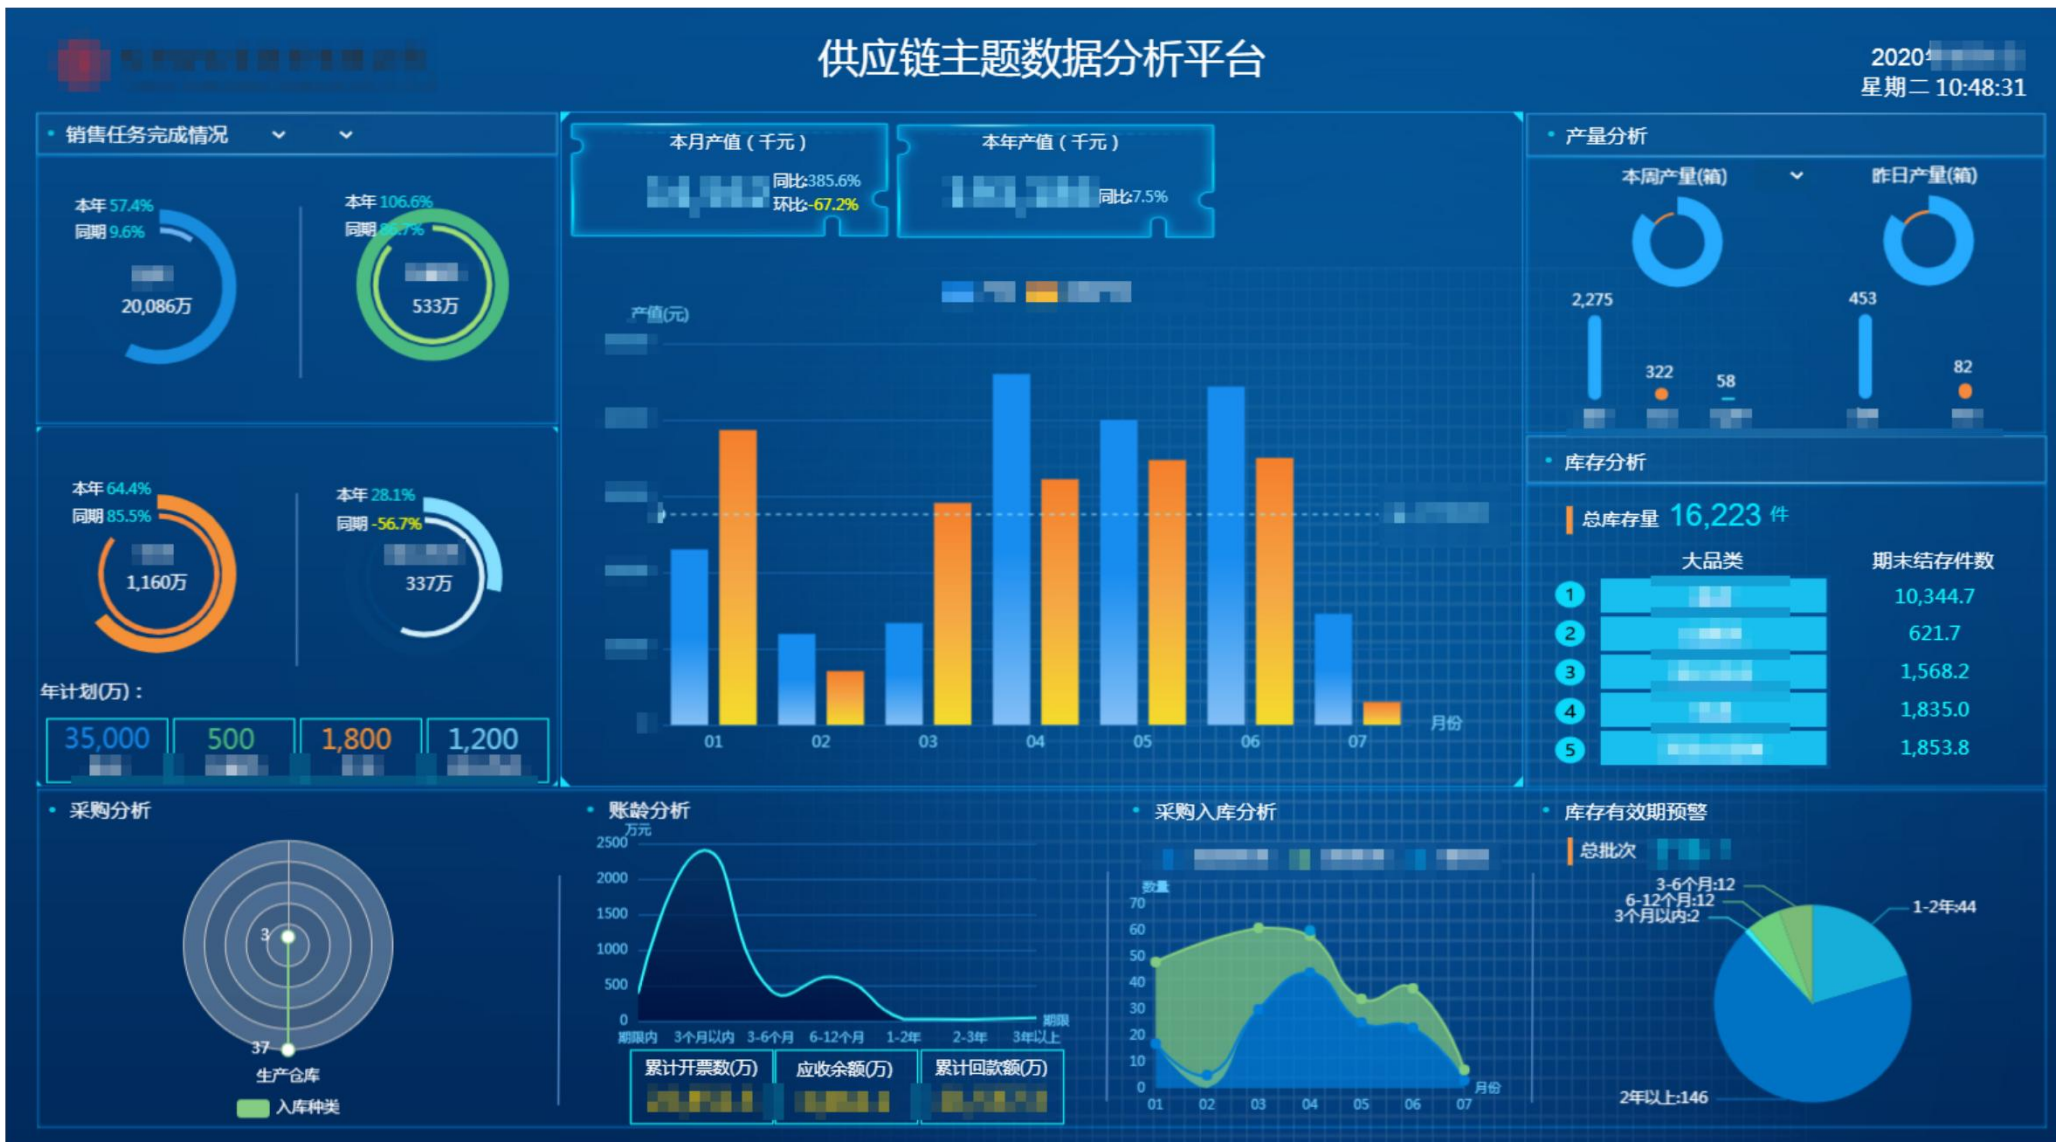 供应链主题数据分析平台
2020
星期二 10:48:31
销售任务完成情况
本年 57.4%
同期 9.6%
20,086万
本年 106.6%
同期
533万
本年 64.4%
同期 85.5%
1,160万
本年 28.1%
同期 -56.7%
337万
年计划(万)：
35,000
500
1,800
1,200
本月产值（千元）
同比:385.6%
环比:-67.2%
本年产值（千元）
同比:7.5%
产值(元)
01 02 03 04 05 06 07
月份
产量分析
本周产量(箱)
昨日产量(箱)
2,275
322
58
453
82
库存分析
总库存量 16,223 件
大品类 期末结存件数
1 10,344.7
2 621.7
3 1,568.2
4 1,835.0
5 1,853.8
采购分析
3
37
生产仓库
入库种类
账龄分析
万元
2500
2000
1500
1000
500
0
期限内 3个月以内 3-6个月 6-12个月 1-2年 2-3年 3年以上
期限
累计开票数(万)
应收余额(万)
累计回款额(万)
采购入库分析
数量
70
60
50
40
30
20
10
0
01 02 03 04 05 06 07
月份
库存有效期预警
总批次
3-6个月:12
6-12个月:12
3个月以内:2
1-2年:44
2年以上:146